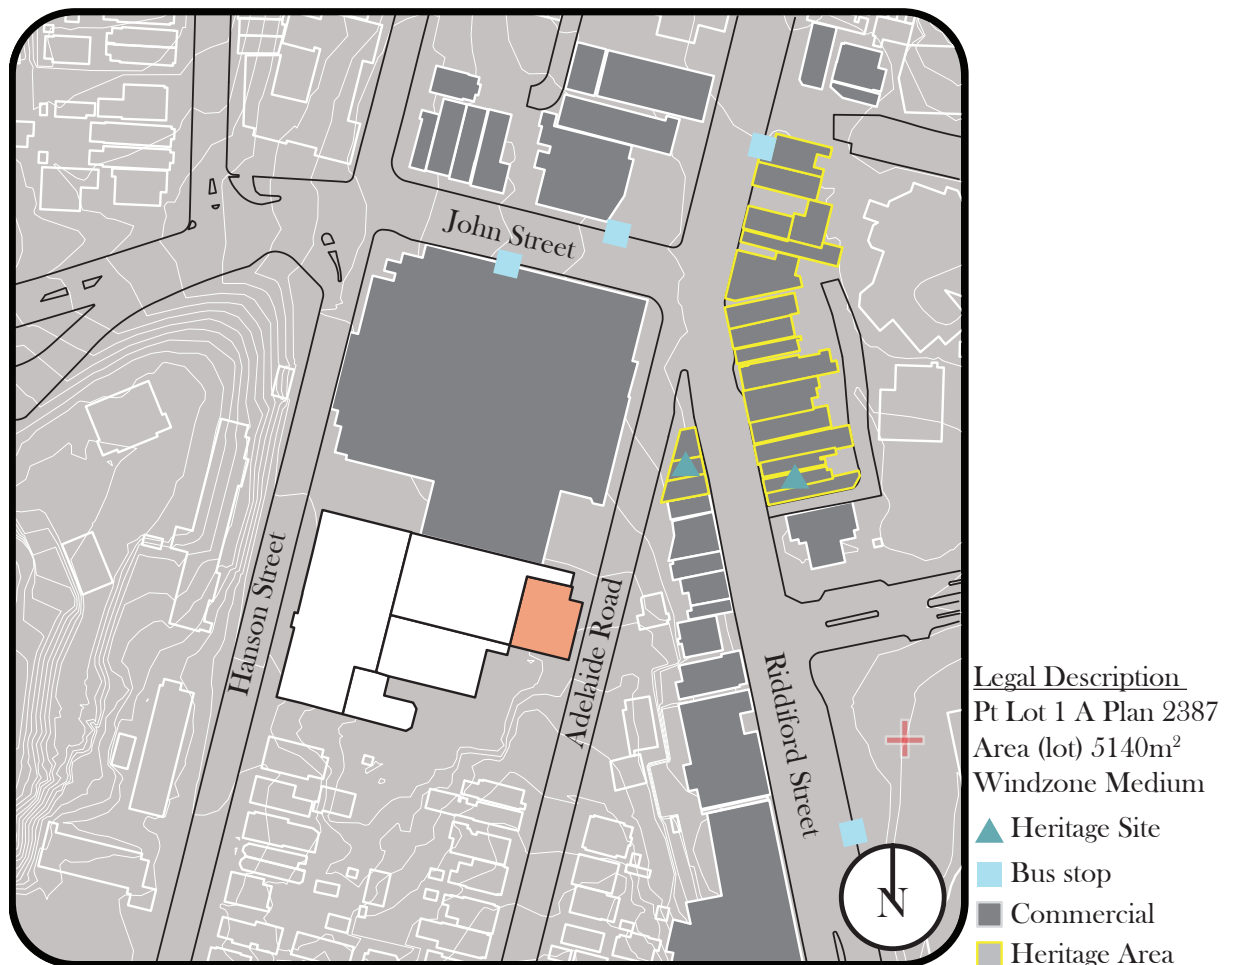 John Street
Hanson Street
Adelaide Road
Riddiford Street
N
Legal Description
Pt Lot 1 A Plan 2387
Area (lot) 5140m²
Windzone Medium
Heritage Site
Bus stop
Commercial
Heritage Area